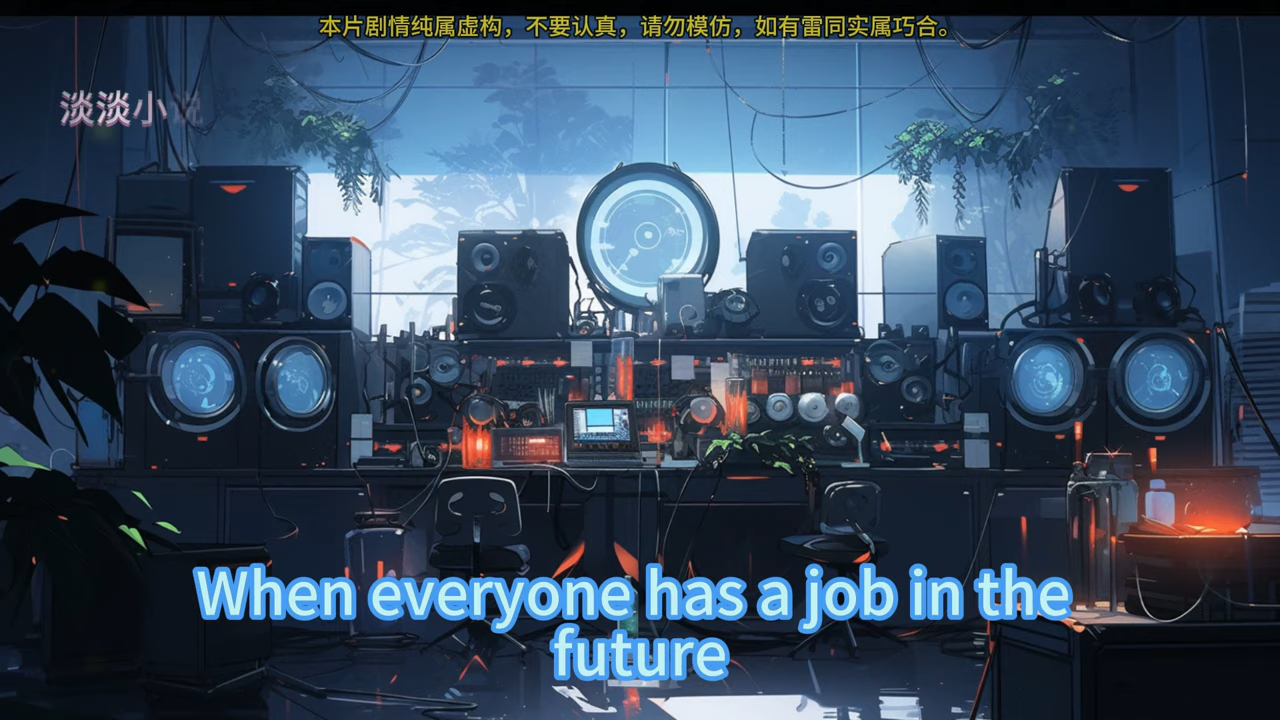 本片剧情纯属虚构，不要认真，请勿模仿，如有雷同实属巧合。
淡淡小说
When everyone has a job in the
future